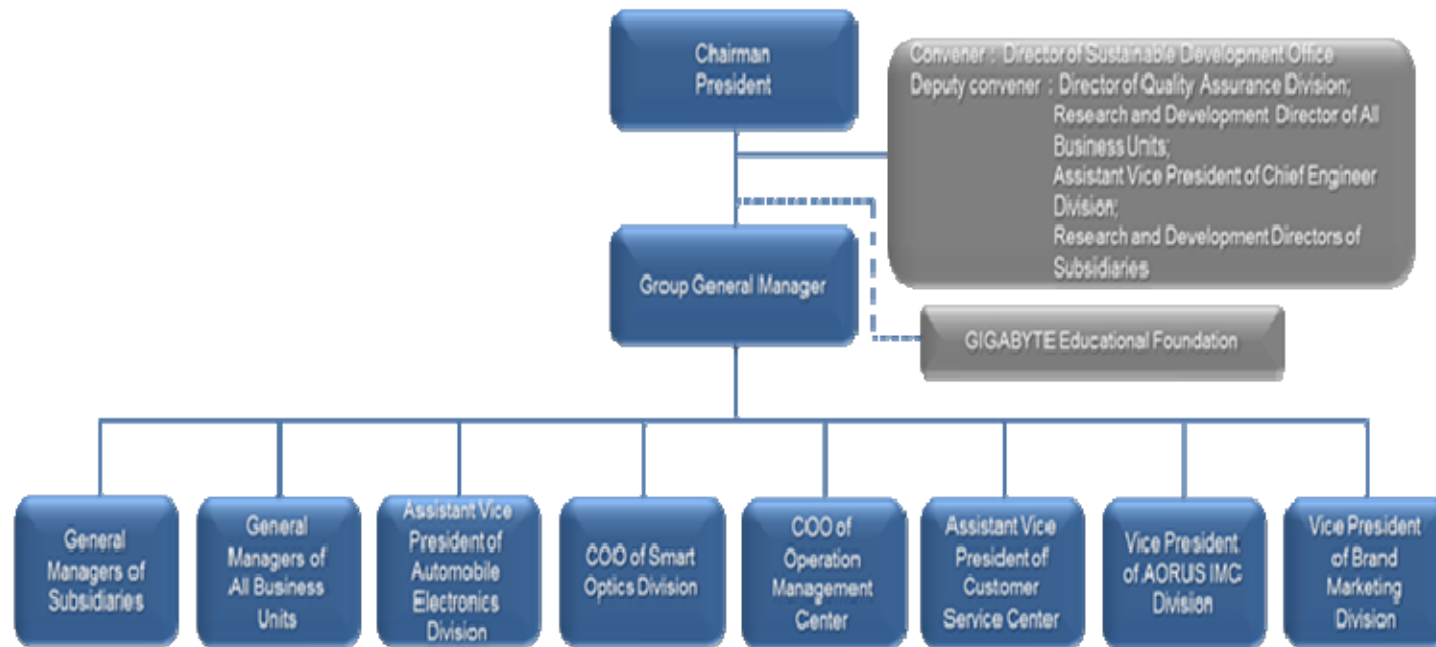 Chairman
President
Convener : Director of Sustainable Development Office
Deputy convener : Director of Quality Assurance Division;
Research and Development Director of All
Business Units;
Assistant Vice President of Chief Engineer
Division;
Research and Development Directors of
Subsidiaries
Group General Manager
GIGABYTE Educational Foundation
General
Managers of
Subsidiaries
General
Managers of
All Business
Units
Assistant Vice
President of
Automobile
Electronics
Division
COO of Smart
Optics Division
COO of
Operation
Management
Center
Assistant Vice
President of
Customer
Service Center
Vice President
of AORUS IMC
Division
Vice President
of Brand
Marketing
Division